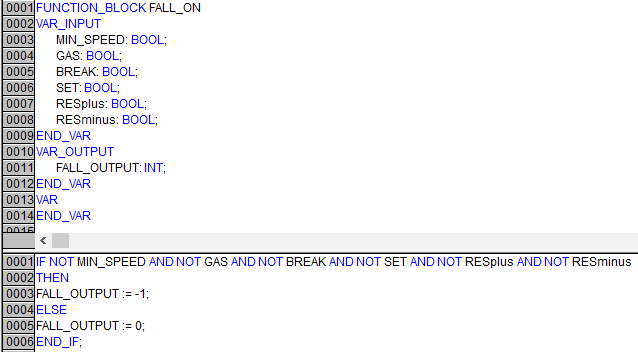 0001 FUNCTION_BLOCK FALL_ON
0002 VAR_INPUT
0003 MIN_SPEED: BOOL;
0004 GAS: BOOL;
0005 BREAK: BOOL;
0006 SET: BOOL;
0007 RESplus: BOOL;
0008 RESminus: BOOL;
0009 END_VAR
0010 VAR_OUTPUT
0011 FALL_OUTPUT: INT;
0012 END_VAR
0013 VAR
0014 END_VAR
0015
0001 IF NOT MIN_SPEED AND NOT GAS AND NOT BREAK AND NOT SET AND NOT RESplus AND NOT RESminus
0002 THEN
0003 FALL_OUTPUT := -1;
0004 ELSE
0005 FALL_OUTPUT := 0;
0006 END_IF;